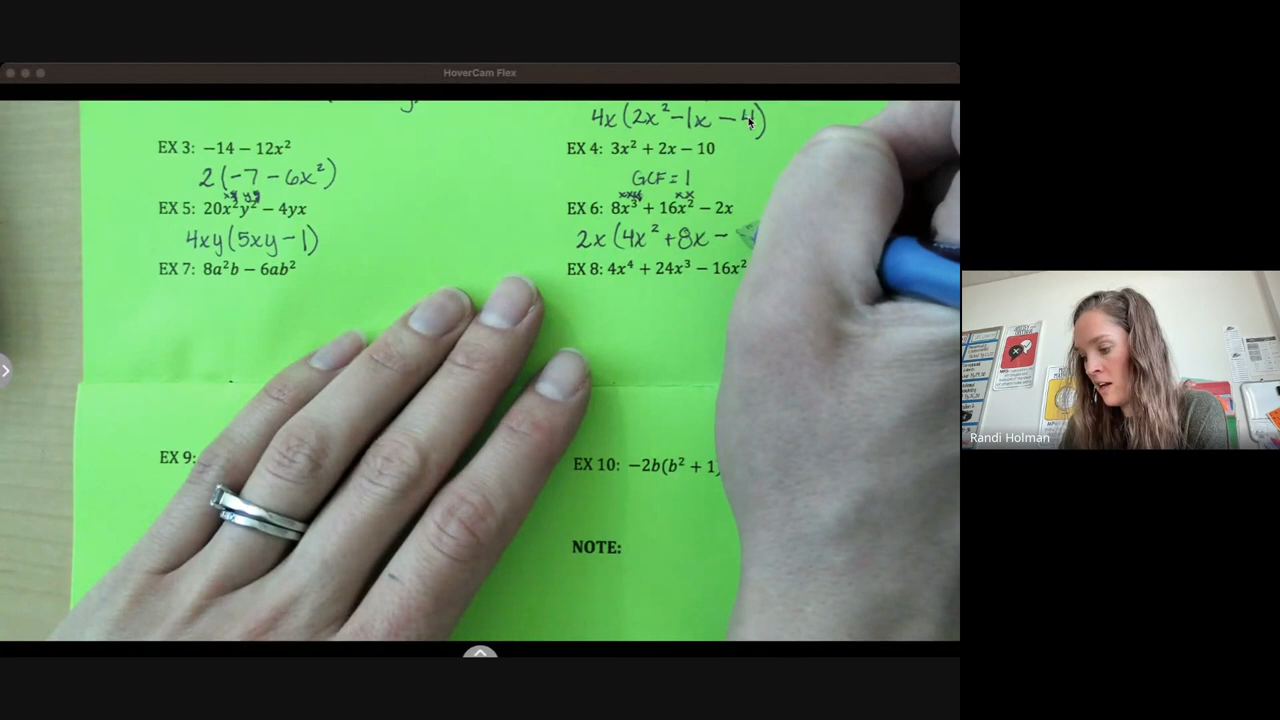 HoverCam Flex
4x(2x²-1x-4)
EX 3: −14 − 12x²
2(-7-6x²)
EX 4: 3x² + 2x − 10
GCF = 1
EX 5: 20x²y² − 4yx
4xy(5xy-1)
EX 6: 8x³ + 16x² − 2x
2x(4x²+8x-
EX 7: 8a²b − 6ab²
EX 8: 4x⁴ + 24x³ − 16x²
EX 9:
EX 10: −2b(b² + 1)
NOTE:
Randi Holman